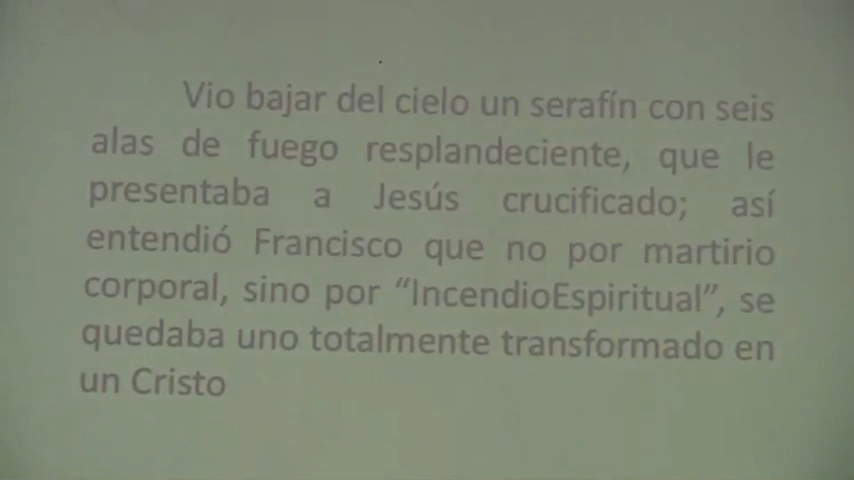 Vio bajar del cielo un serafín con seis
alas de fuego resplandeciente, que le
presentaba a Jesús crucificado; así
entendió Francisco que no por martirio
corporal, sino por “IncendioEspiritual”, se
quedaba uno totalmente transformado en
un Cristo